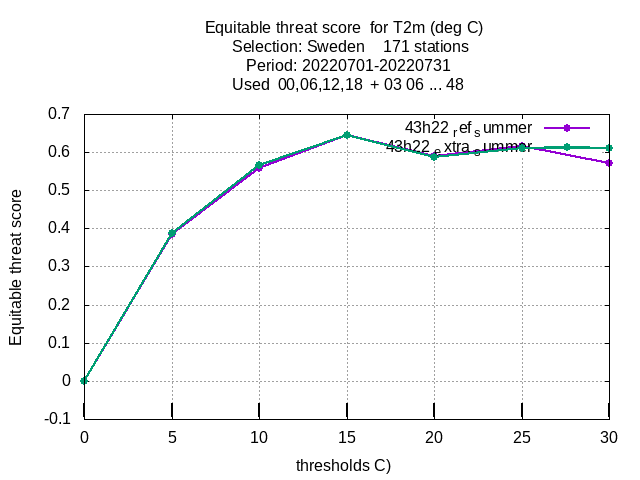 Equitable threat score for T2m (deg C)
Selection: Sweden 171 stations
Period: 20220701-20220731
Used 00,06,12,18 + 03 06 ... 48
43h22refsummer
43h22extrasummer
Equitable threat score
0.7
0.6
0.5
0.4
0.3
0.2
0.1
0
-0.1
0 5 10 15 20 25 30
thresholds C)